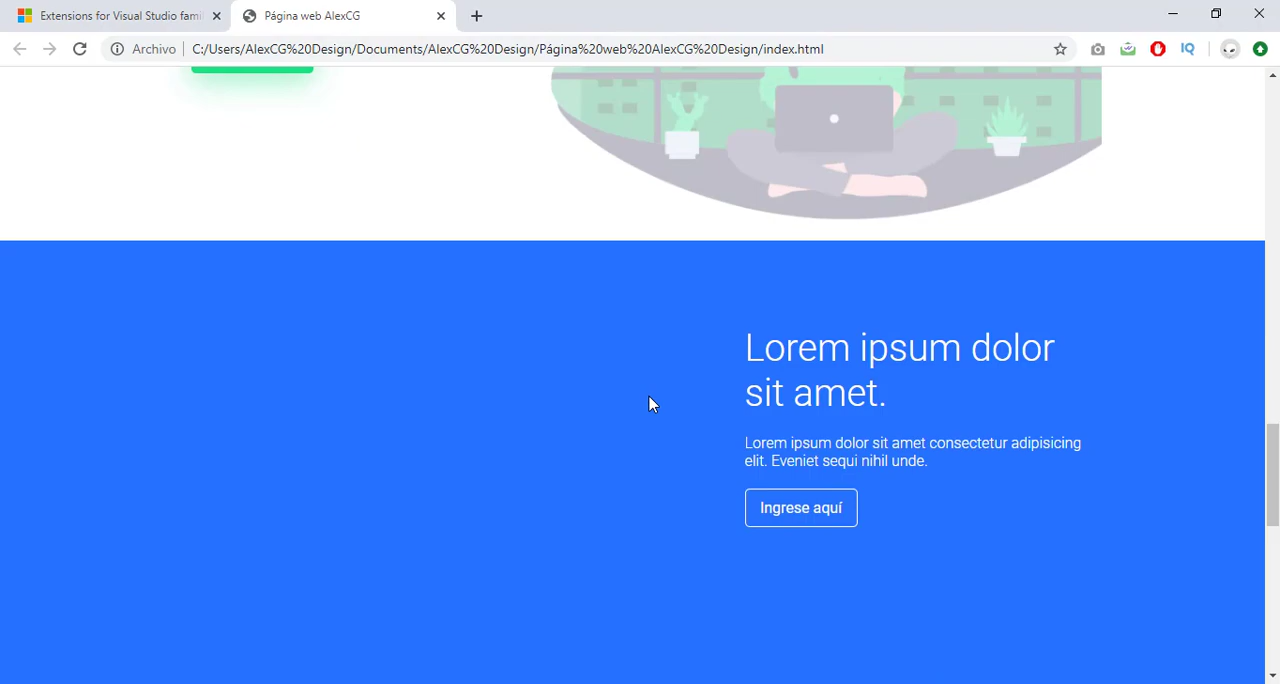 Extensions for Visual Studio fami
Página web AlexCG
Archivo
C:/Users/AlexCG%20Design/Documents/AlexCG%20Design/Página%20web%20AlexCG%20Design/index.html
IQ
Lorem ipsum dolor
sit amet.
Lorem ipsum dolor sit amet consectetur adipisicing
elit. Eveniet sequi nihil unde.
Ingrese aquí